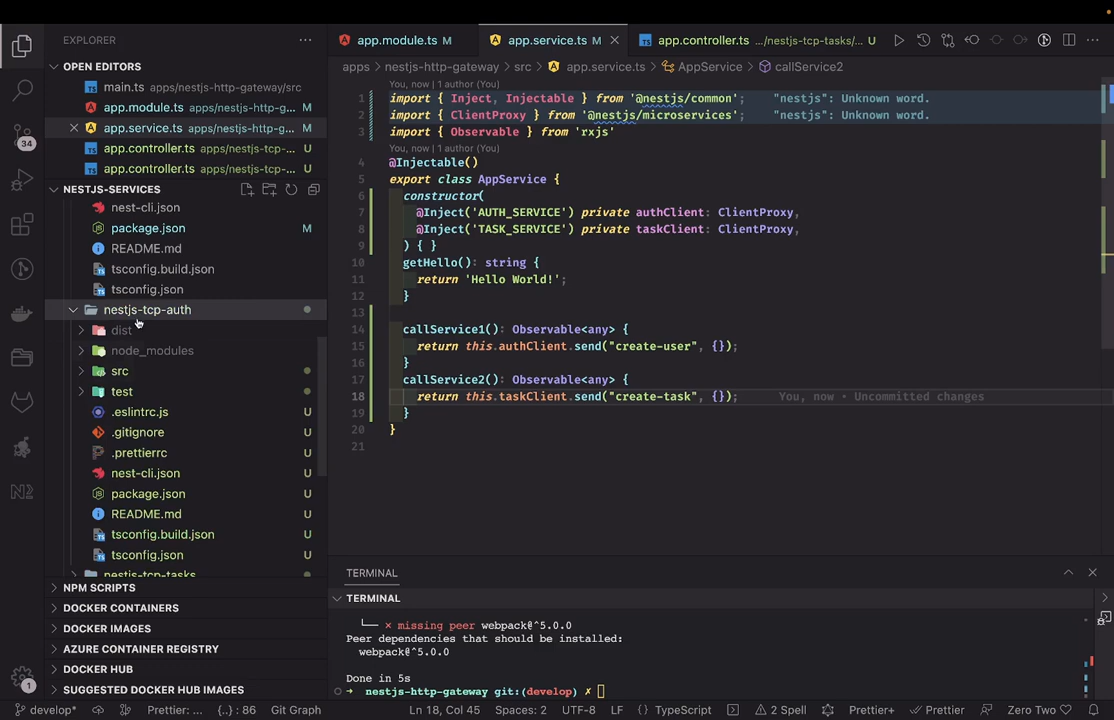 EXPLORER
OPEN EDITORS
main.ts apps/nestjs-http-gateway/src
app.module.ts apps/nestjs-http-g... M
app.service.ts apps/nestjs-http-g... M
app.controller.ts apps/nestjs-tcp-... U
app.controller.ts apps/nestjs-tcp-... U
NESTJS-SERVICES
nest-cli.json
package.json M
README.md
tsconfig.build.json
tsconfig.json
nestjs-tcp-auth
dist
node_modules
src
test
.eslintrc.js U
.gitignore U
.prettierrc U
nest-cli.json U
package.json U
README.md U
tsconfig.build.json U
tsconfig.json U
nestjs-tcp-tasks
NPM SCRIPTS
DOCKER CONTAINERS
DOCKER IMAGES
AZURE CONTAINER REGISTRY
DOCKER HUB
SUGGESTED DOCKER HUB IMAGES
34
1
app.module.ts M
app.service.ts M
app.controller.ts .../nestjs-tcp-tasks/... U
apps > nestjs-http-gateway > src > app.service.ts > AppService > callService2
You, now | 1 author (You)
1 import { Inject, Injectable } from '@nestjs/common'; "nestjs": Unknown word.
2 import { ClientProxy } from '@nestjs/microservices'; "nestjs": Unknown word.
3 import { Observable } from 'rxjs'
You, now | 1 author (You)
4 @Injectable()
5 export class AppService {
6 constructor(
7 @Inject('AUTH_SERVICE') private authClient: ClientProxy,
8 @Inject('TASK_SERVICE') private taskClient: ClientProxy,
9 ) { }
10 getHello(): string {
11 return 'Hello World!';
12 }
13
14 callService1(): Observable<any> {
15 return this.authClient.send("create-user", {});
16 }
17 callService2(): Observable<any> {
18 return this.taskClient.send("create-task", {}); You, now • Uncommitted changes
19 }
20 }
21
TERMINAL
TERMINAL
└── ✕ missing peer webpack@^5.0.0
Peer dependencies that should be installed:
webpack@^5.0.0
Done in 5s
➜ nestjs-http-gateway git:(develop) ✗
develop* Prettier: ... {..} : 86 Git Graph Ln 18, Col 45 Spaces: 2 UTF-8 LF {} TypeScript 2 Spell Prettier+ Prettier Zero Two